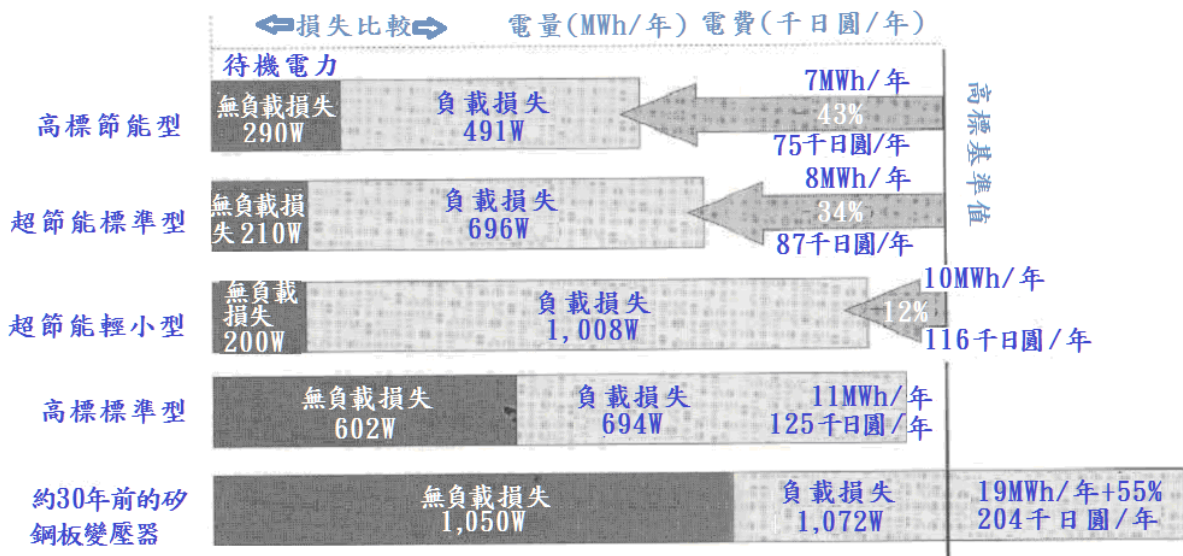 損失比較 電量(MWh/年) 電費(千日圓/年)
待機電力
高標節能型
無負載損失
290W
負載損失
491W
7MWh/年
43%
75千日圓/年
高標基準值
超節能標準型
無負載損
失210W
負載損失
696W
8MWh/年
34%
87千日圓/年
超節能輕小型
無負載
損失
200W
負載損失
1,008W
10MWh/年
12%
116千日圓/年
高標標準型
無負載損失
602W
負載損失
694W
11MWh/年
125千日圓/年
約30年前的矽
鋼板變壓器
無負載損失
1,050W
負載損失
1,072W
19MWh/年+55%
204千日圓/年